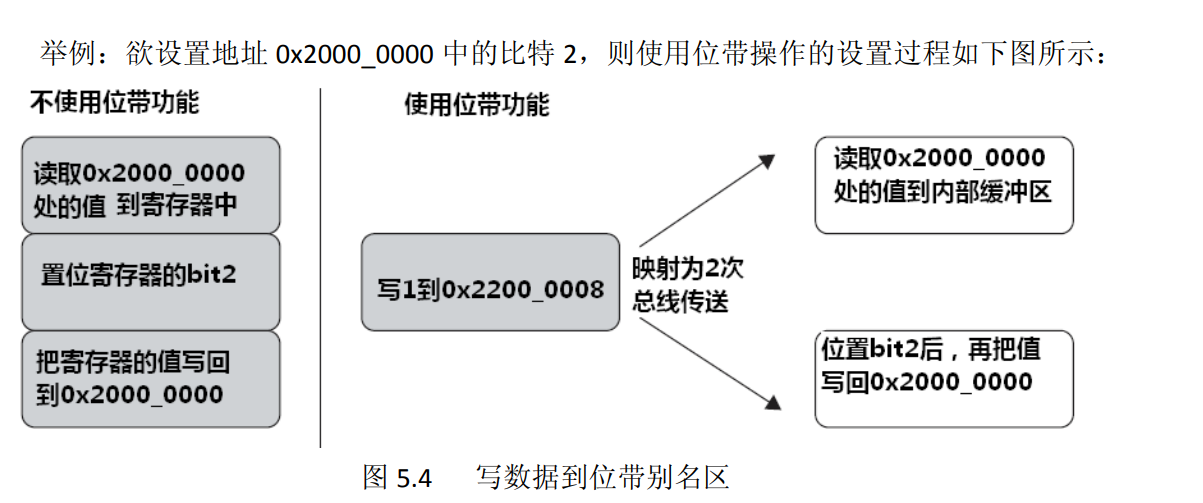 举例：欲设置地址 0x2000_0000 中的比特 2，则使用位带操作的设置过程如下图所示：
不使用位带功能
读取0x2000_0000
处的值 到寄存器中
置位寄存器的bit2
把寄存器的值写回
到0x2000_0000
使用位带功能
写1到0x2200_0008
映射为2次
总线传送
读取0x2000_0000
处的值到内部缓冲区
位置bit2后，再把值
写回0x2000_0000
图 5.4 写数据到位带别名区